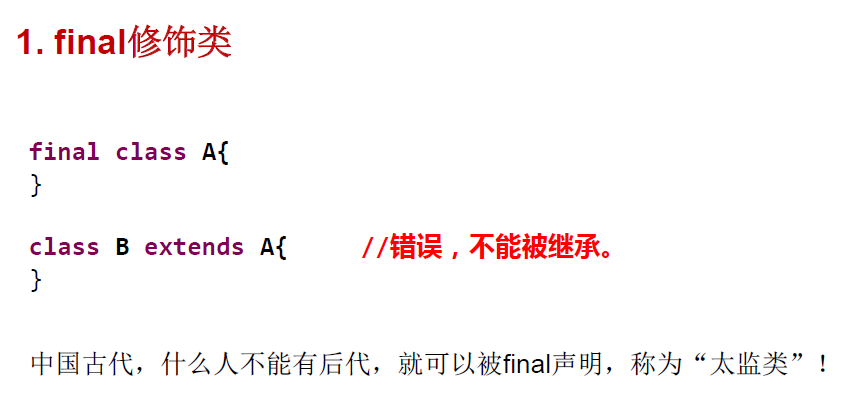 1. final修饰类
final class A{
}
class B extends A{ //错误，不能被继承。
}
中国古代，什么人不能有后代，就可以被final声明，称为“太监类”！